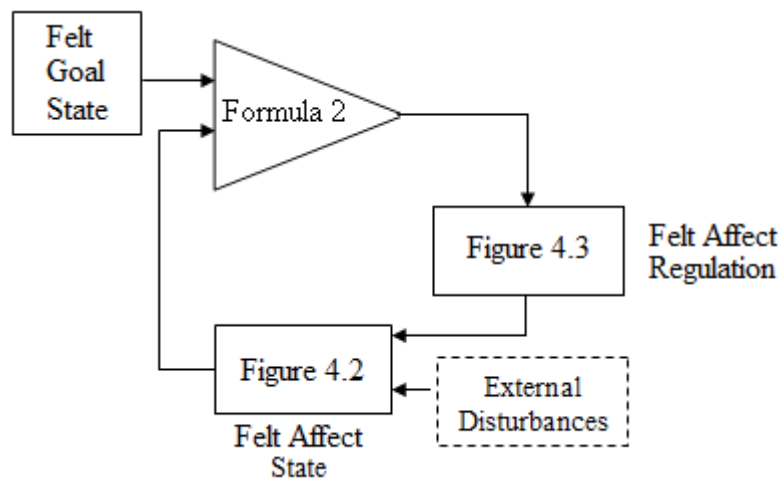 Felt
Goal
State
Formula 2
Figure 4.3
Felt Affect
Regulation
Figure 4.2
External
Disturbances
Felt Affect
State